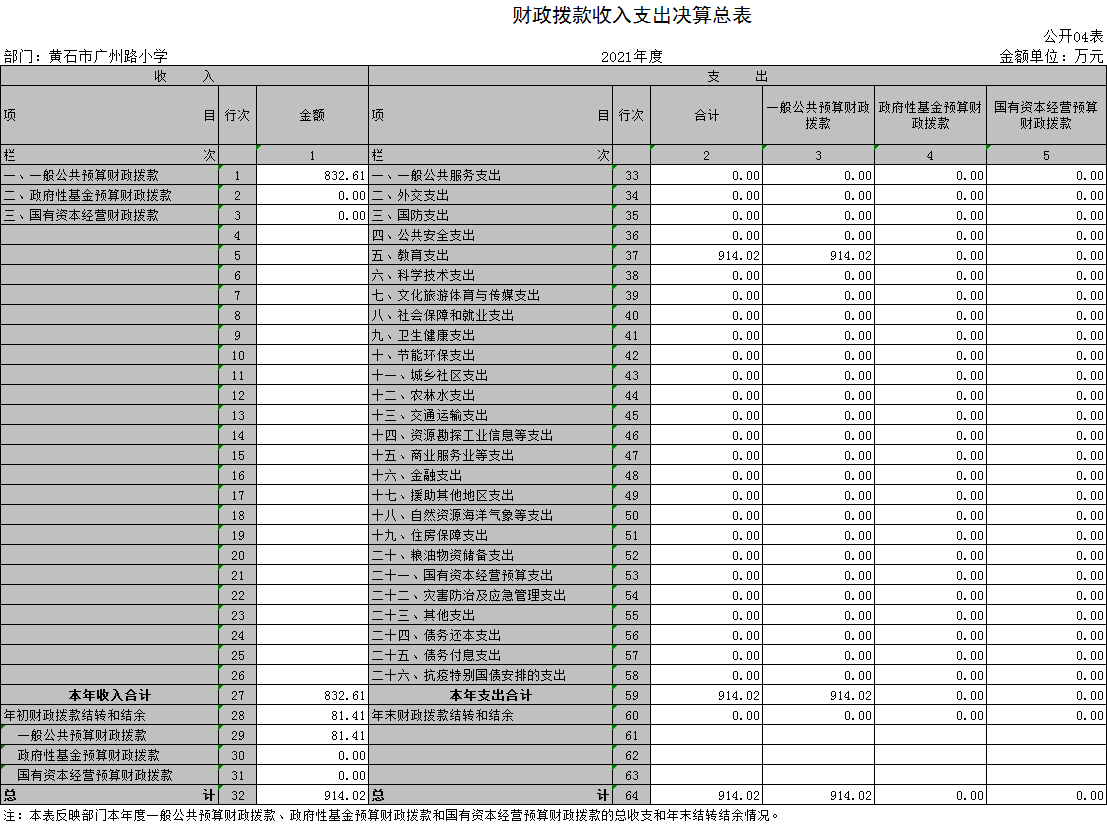 财政拨款收入支出决算总表
公开04表
部门：黄石市广州路小学 2021年度 金额单位：万元
收 入 支 出
项 目 行次 金额 项 目 行次 合计 一般公共预算财政拨款 政府性基金预算财政拨款 国有资本经营预算财政拨款
栏 次 1 栏 次 2 3 4 5
一、一般公共预算财政拨款 1 832.61 一、一般公共服务支出 33 0.00 0.00 0.00 0.00
二、政府性基金预算财政拨款 2 0.00 二、外交支出 34 0.00 0.00 0.00 0.00
三、国有资本经营财政拨款 3 0.00 三、国防支出 35 0.00 0.00 0.00 0.00
4 四、公共安全支出 36 0.00 0.00 0.00 0.00
5 五、教育支出 37 914.02 914.02 0.00 0.00
6 六、科学技术支出 38 0.00 0.00 0.00 0.00
7 七、文化旅游体育与传媒支出 39 0.00 0.00 0.00 0.00
8 八、社会保障和就业支出 40 0.00 0.00 0.00 0.00
9 九、卫生健康支出 41 0.00 0.00 0.00 0.00
10 十、节能环保支出 42 0.00 0.00 0.00 0.00
11 十一、城乡社区支出 43 0.00 0.00 0.00 0.00
12 十二、农林水支出 44 0.00 0.00 0.00 0.00
13 十三、交通运输支出 45 0.00 0.00 0.00 0.00
14 十四、资源勘探工业信息等支出 46 0.00 0.00 0.00 0.00
15 十五、商业服务业等支出 47 0.00 0.00 0.00 0.00
16 十六、金融支出 48 0.00 0.00 0.00 0.00
17 十七、援助其他地区支出 49 0.00 0.00 0.00 0.00
18 十八、自然资源海洋气象等支出 50 0.00 0.00 0.00 0.00
19 十九、住房保障支出 51 0.00 0.00 0.00 0.00
20 二十、粮油物资储备支出 52 0.00 0.00 0.00 0.00
21 二十一、国有资本经营预算支出 53 0.00 0.00 0.00 0.00
22 二十二、灾害防治及应急管理支出 54 0.00 0.00 0.00 0.00
23 二十三、其他支出 55 0.00 0.00 0.00 0.00
24 二十四、债务还本支出 56 0.00 0.00 0.00 0.00
25 二十五、债务付息支出 57 0.00 0.00 0.00 0.00
26 二十六、抗疫特别国债安排的支出 58 0.00 0.00 0.00 0.00
本年收入合计 27 832.61 本年支出合计 59 914.02 914.02 0.00 0.00
年初财政拨款结转和结余 28 81.41 年末财政拨款结转和结余 60 0.00 0.00 0.00 0.00
一般公共预算财政拨款 29 81.41 61
政府性基金预算财政拨款 30 0.00 62
国有资本经营预算财政拨款 31 0.00 63
总 计 32 914.02 总 计 64 914.02 914.02 0.00 0.00
注：本表反映部门本年度一般公共预算财政拨款、政府性基金预算财政拨款和国有资本经营预算财政拨款的总收支和年末结转结余情况。